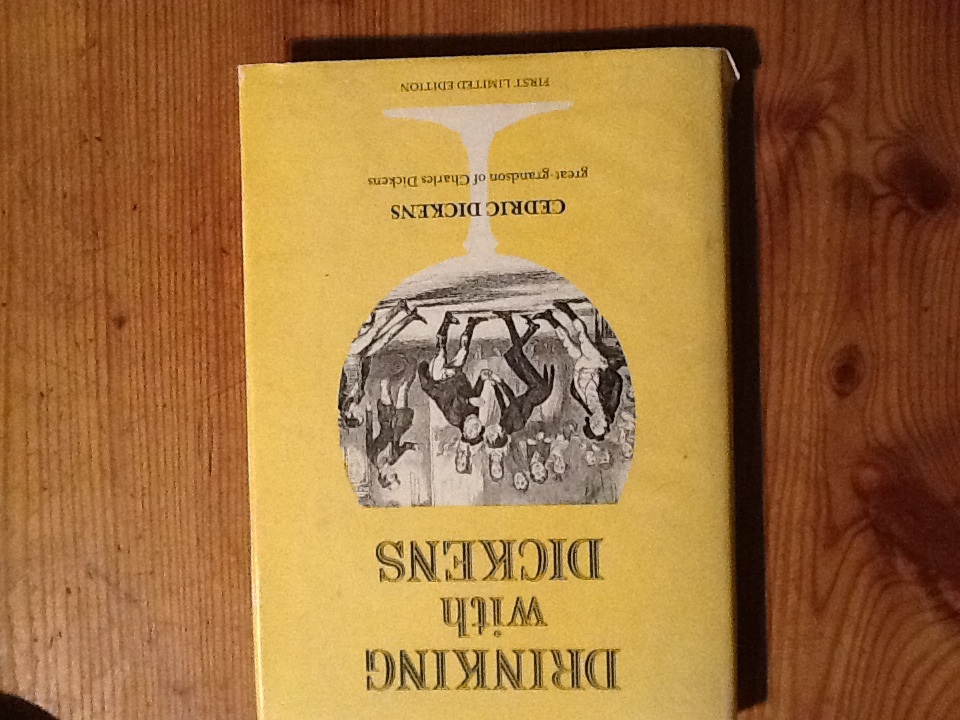 DRINKING
with
DICKENS
CEDRIC DICKENS
great-grandson of Charles Dickens
FIRST LIMITED EDITION